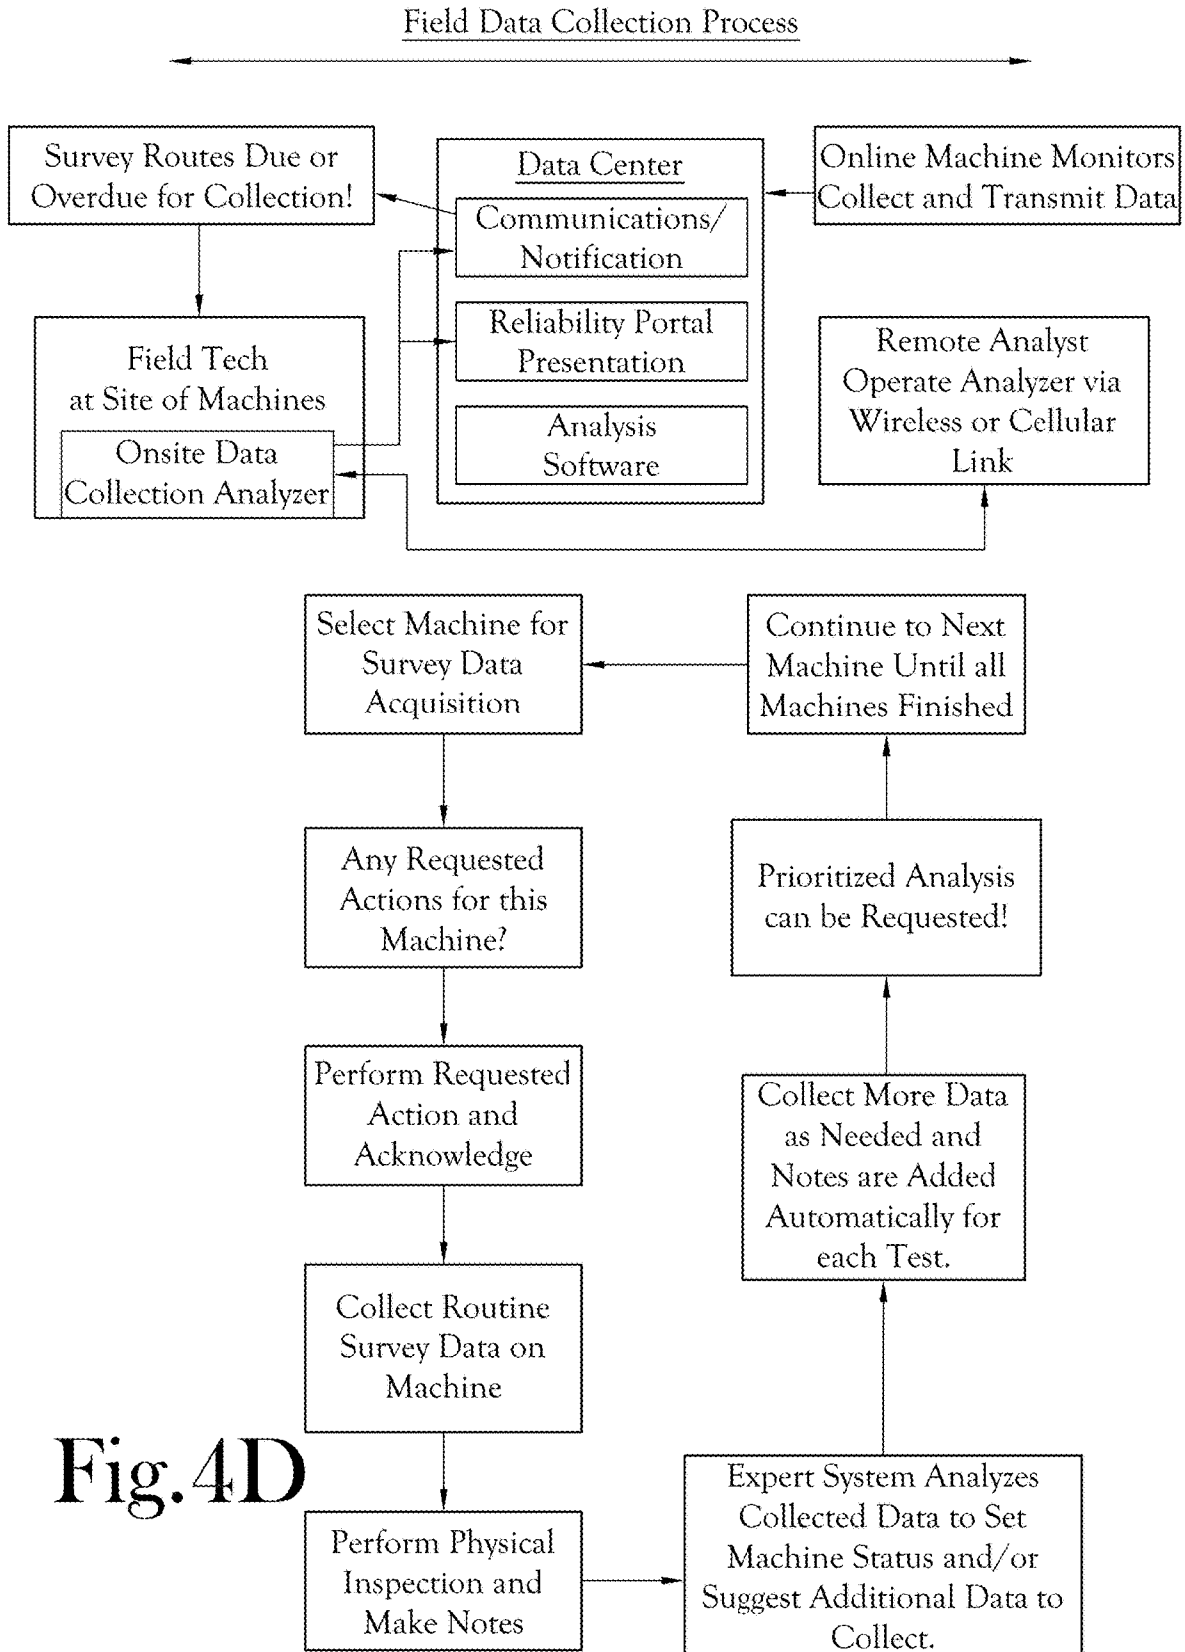 Field Data Collection Process
Survey Routes Due or
Overdue for Collection!
Data Center
Communications/
Notification
Reliability Portal
Presentation
Analysis
Software
Online Machine Monitors
Collect and Transmit Data
Field Tech
at Site of Machines
Onsite Data
Collection Analyzer
Remote Analyst
Operate Analyzer via
Wireless or Cellular
Link
Select Machine for
Survey Data
Acquisition
Any Requested
Actions for this
Machine?
Perform Requested
Action and
Acknowledge
Collect Routine
Survey Data on
Machine
Perform Physical
Inspection and
Make Notes
Expert System Analyzes
Collected Data to Set
Machine Status and/or
Suggest Additional Data to
Collect.
Collect More Data
as Needed and
Notes are Added
Automatically for
each Test.
Prioritized Analysis
can be Requested!
Continue to Next
Machine Until all
Machines Finished
Fig.4D